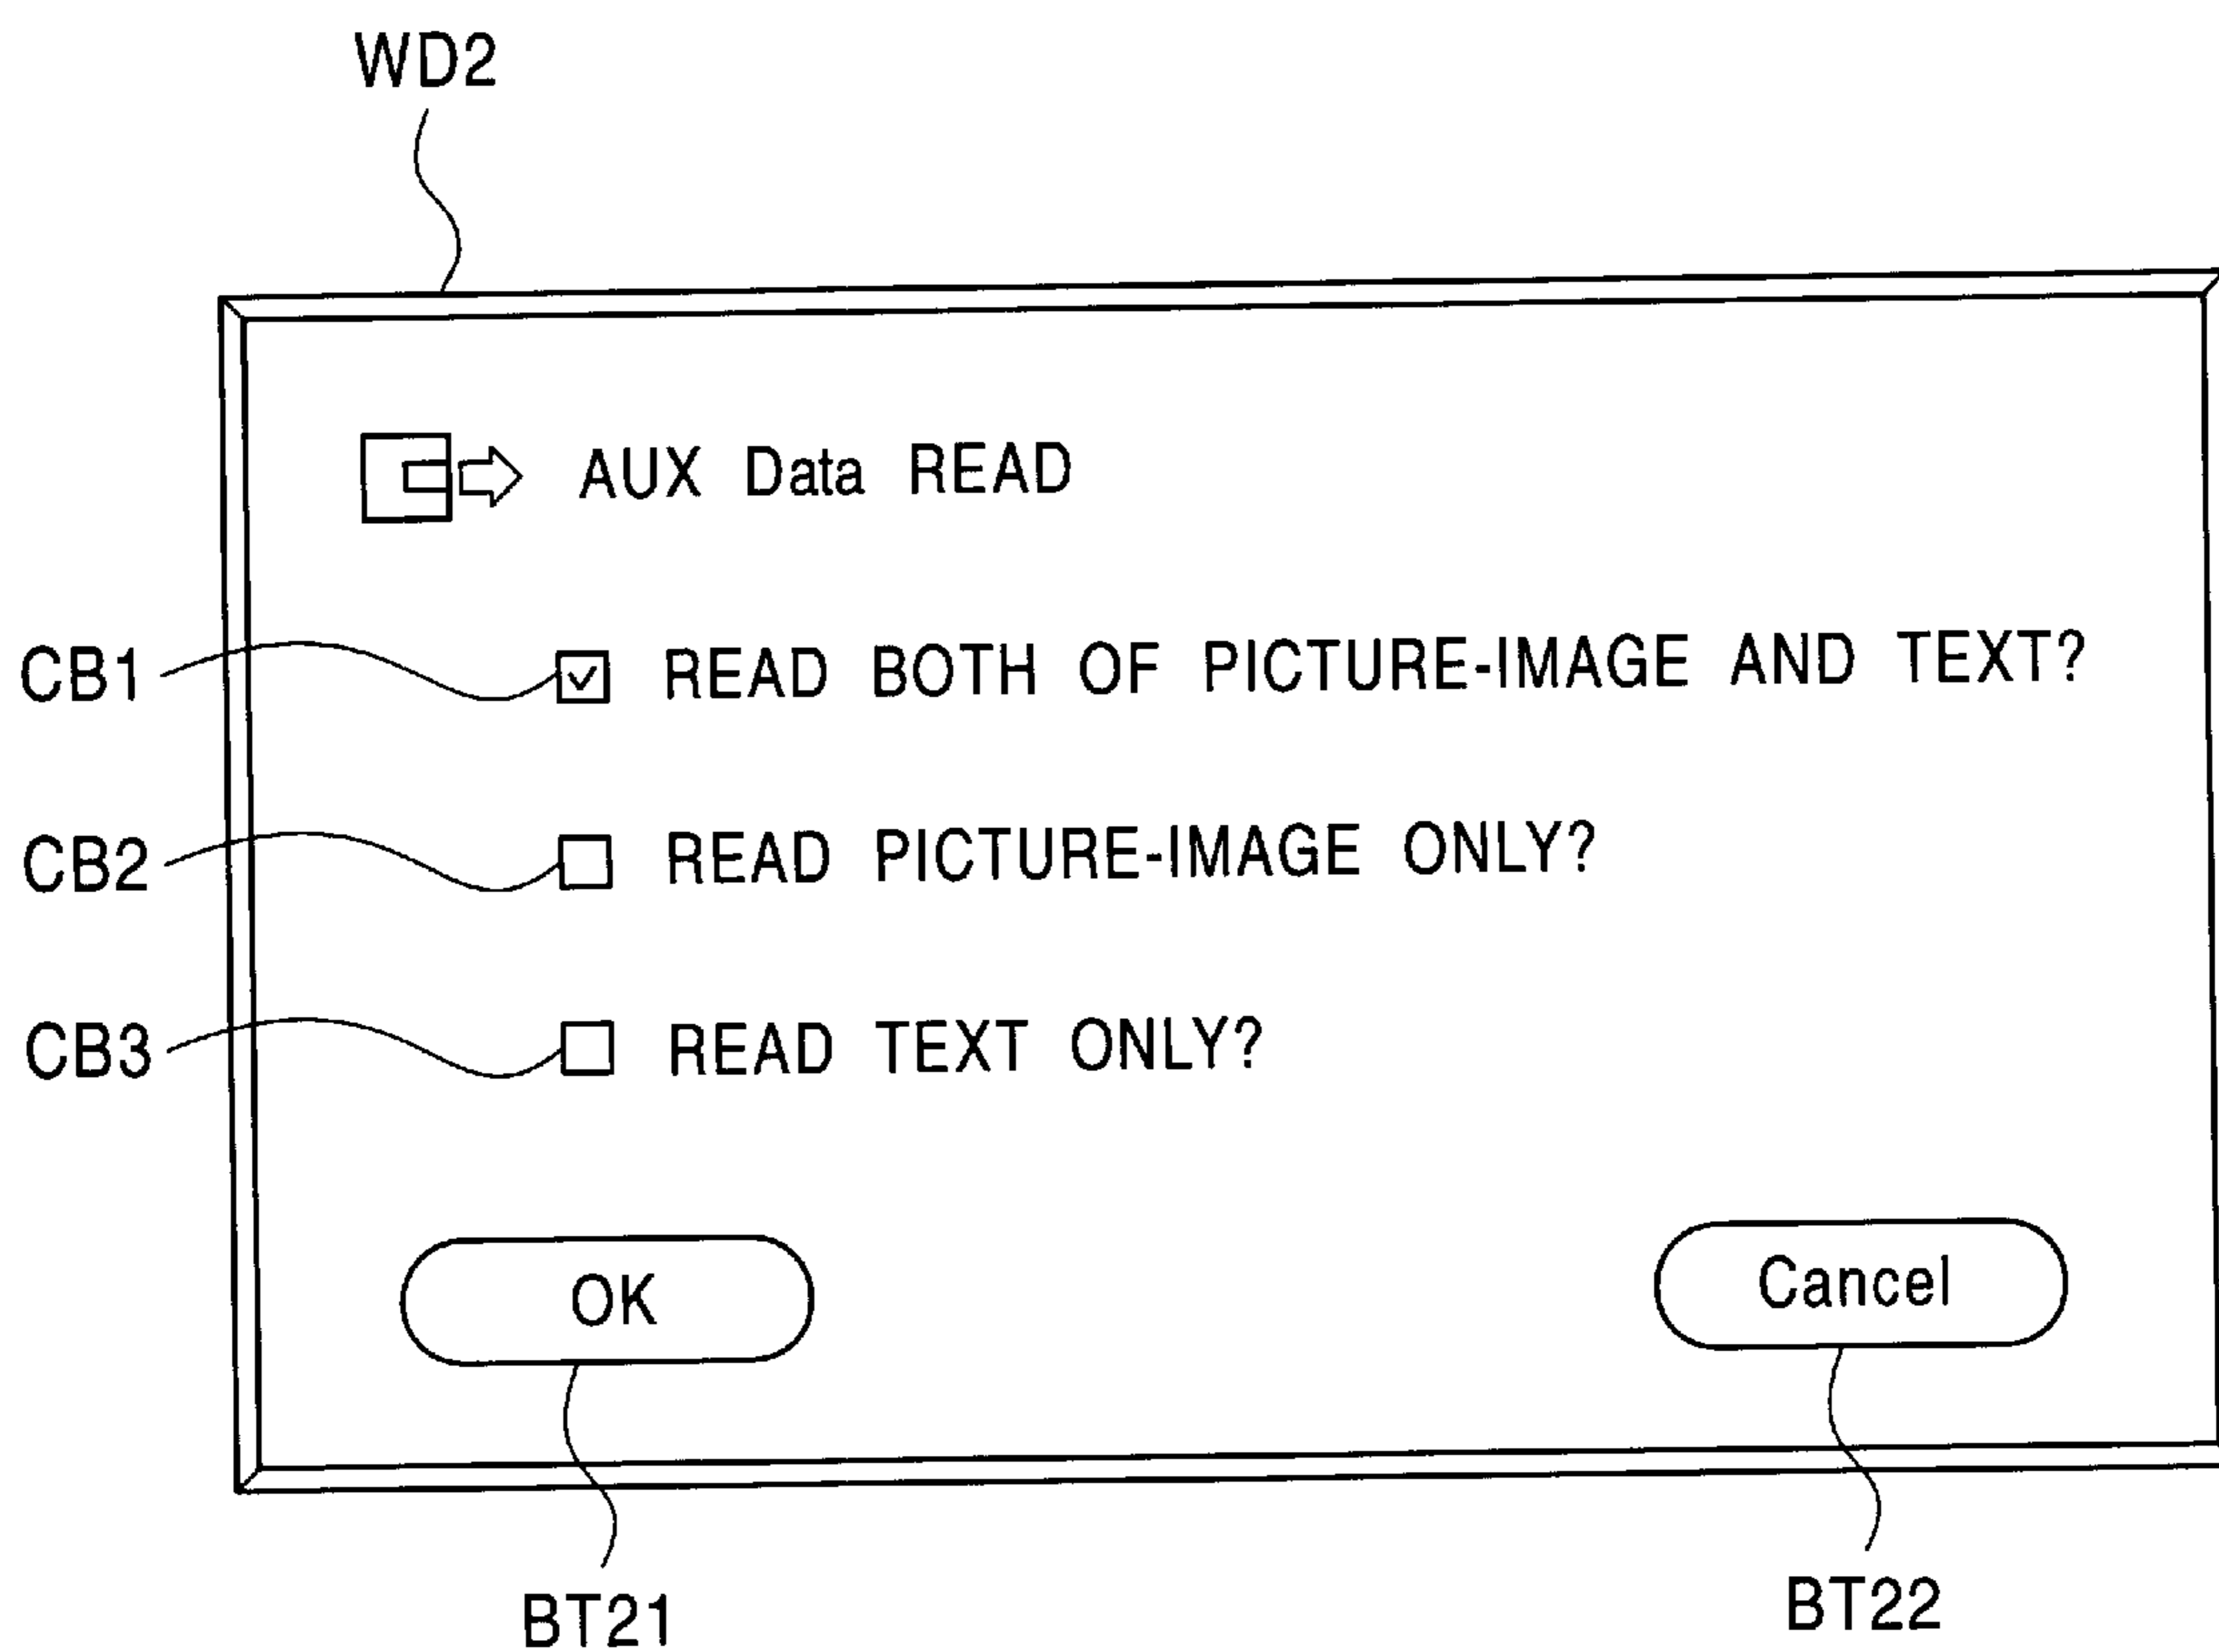 WD2
AUX Data READ
CB1 READ BOTH OF PICTURE-IMAGE AND TEXT?
CB2 READ PICTURE-IMAGE ONLY?
CB3 READ TEXT ONLY?
OK Cancel
BT21 BT22